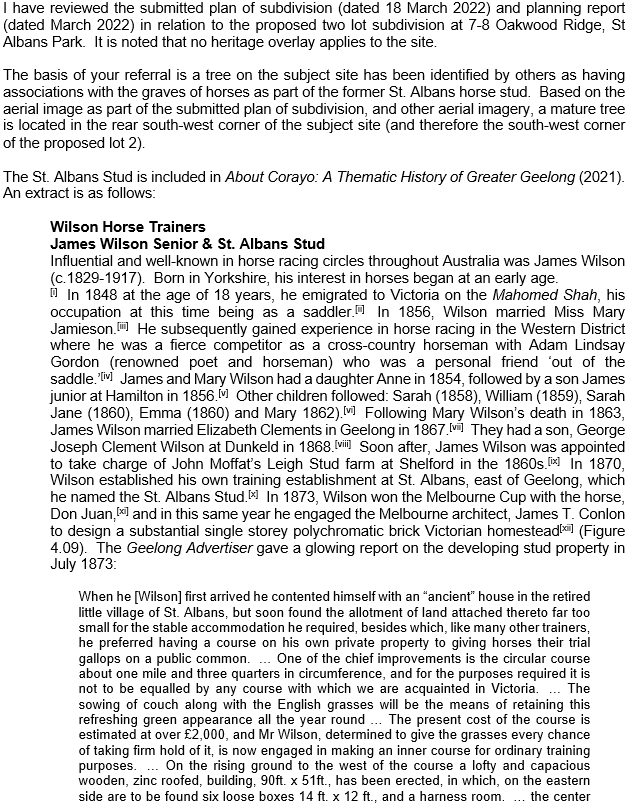 I have reviewed the submitted plan of subdivision (dated 18 March 2022) and planning report
(dated March 2022) in relation to the proposed two lot subdivision at 7-8 Oakwood Ridge, St
Albans Park.  It is noted that no heritage overlay applies to the site.
The basis of your referral is a tree on the subject site has been identified by others as having
associations with the graves of horses as part of the former St. Albans horse stud.  Based on the
aerial image as part of the submitted plan of subdivision, and other aerial imagery, a mature tree
is located in the rear south-west corner of the subject site (and therefore the south-west corner
of the proposed lot 2).
The St. Albans Stud is included in About Corayo: A Thematic History of Greater Geelong (2021).
An extract is as follows:
Wilson Horse Trainers
James Wilson Senior & St. Albans Stud
Influential and well-known in horse racing circles throughout Australia was James Wilson
(c.1829-1917).  Born in Yorkshire, his interest in horses began at an early age.
[i]  In 1848 at the age of 18 years, he emigrated to Victoria on the Mahomed Shah, his
occupation at this time being as a saddler.[ii]  In 1856, Wilson married Miss Mary
Jamieson.[iii]  He subsequently gained experience in horse racing in the Western District
where he was a fierce competitor as a cross-country horseman with Adam Lindsay
Gordon (renowned poet and horseman) who was a personal friend ‘out of the
saddle.’[iv]  James and Mary Wilson had a daughter Anne in 1854, followed by a son James
junior at Hamilton in 1856.[v]  Other children followed: Sarah (1858), William (1859), Sarah
Jane (1860), Emma (1860) and Mary 1862).[vi]  Following Mary Wilson’s death in 1863,
James Wilson married Elizabeth Clements in Geelong in 1867.[vii]  They had a son, George
Joseph Clement Wilson at Dunkeld in 1868.[viii]  Soon after, James Wilson was appointed
to take charge of John Moffat’s Leigh Stud farm at Shelford in the 1860s.[ix]  In 1870,
Wilson established his own training establishment at St. Albans, east of Geelong, which
he named the St. Albans Stud.[x]  In 1873, Wilson won the Melbourne Cup with the horse,
Don Juan,[xi] and in this same year he engaged the Melbourne architect, James T. Conlon
to design a substantial single storey polychromatic brick Victorian homestead[xii] (Figure
4.09).  The Geelong Advertiser gave a glowing report on the developing stud property in
July 1873:
When he [Wilson] first arrived he contented himself with an “ancient” house in the retired
little village of St. Albans, but soon found the allotment of land attached thereto far too
small for the stable accommodation he required, besides which, like many other trainers,
he preferred having a course on his own private property to giving horses their trial
gallops on a public common.  … One of the chief improvements is the circular course
about one mile and three quarters in circumference, and for the purposes required it is
not to be equalled by any course with which we are acquainted in Victoria.  … The
sowing of couch along with the English grasses will be the means of retaining this
refreshing green appearance all the year round … The present cost of the course is
estimated at over £2,000, and Mr Wilson, determined to give the grasses every chance
of taking firm hold of it, is now engaged in making an inner course for ordinary training
purposes.  … On the rising ground to the west of the course a lofty and capacious
wooden, zinc roofed, building, 90ft. x 51ft., has been erected, in which, on the eastern
side are to be found six loose boxes 14 ft. x 12 ft., and a harness room.  … the center